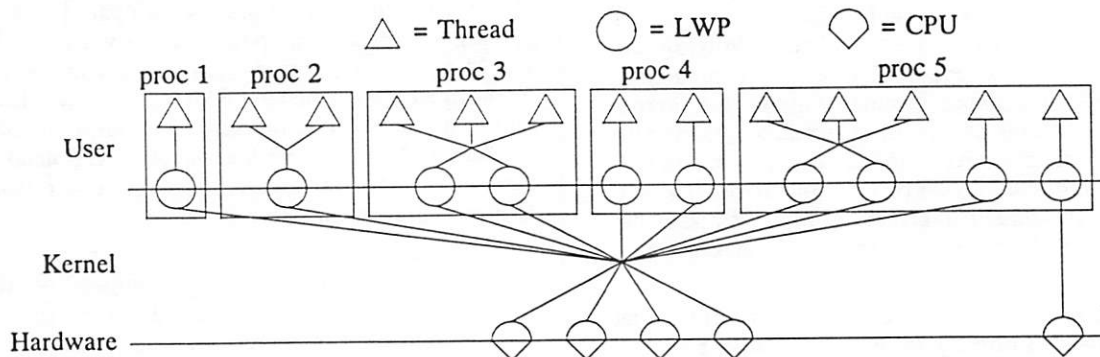 = Thread = LWP = CPU
proc 1 proc 2 proc 3 proc 4 proc 5
User
Kernel
Hardware